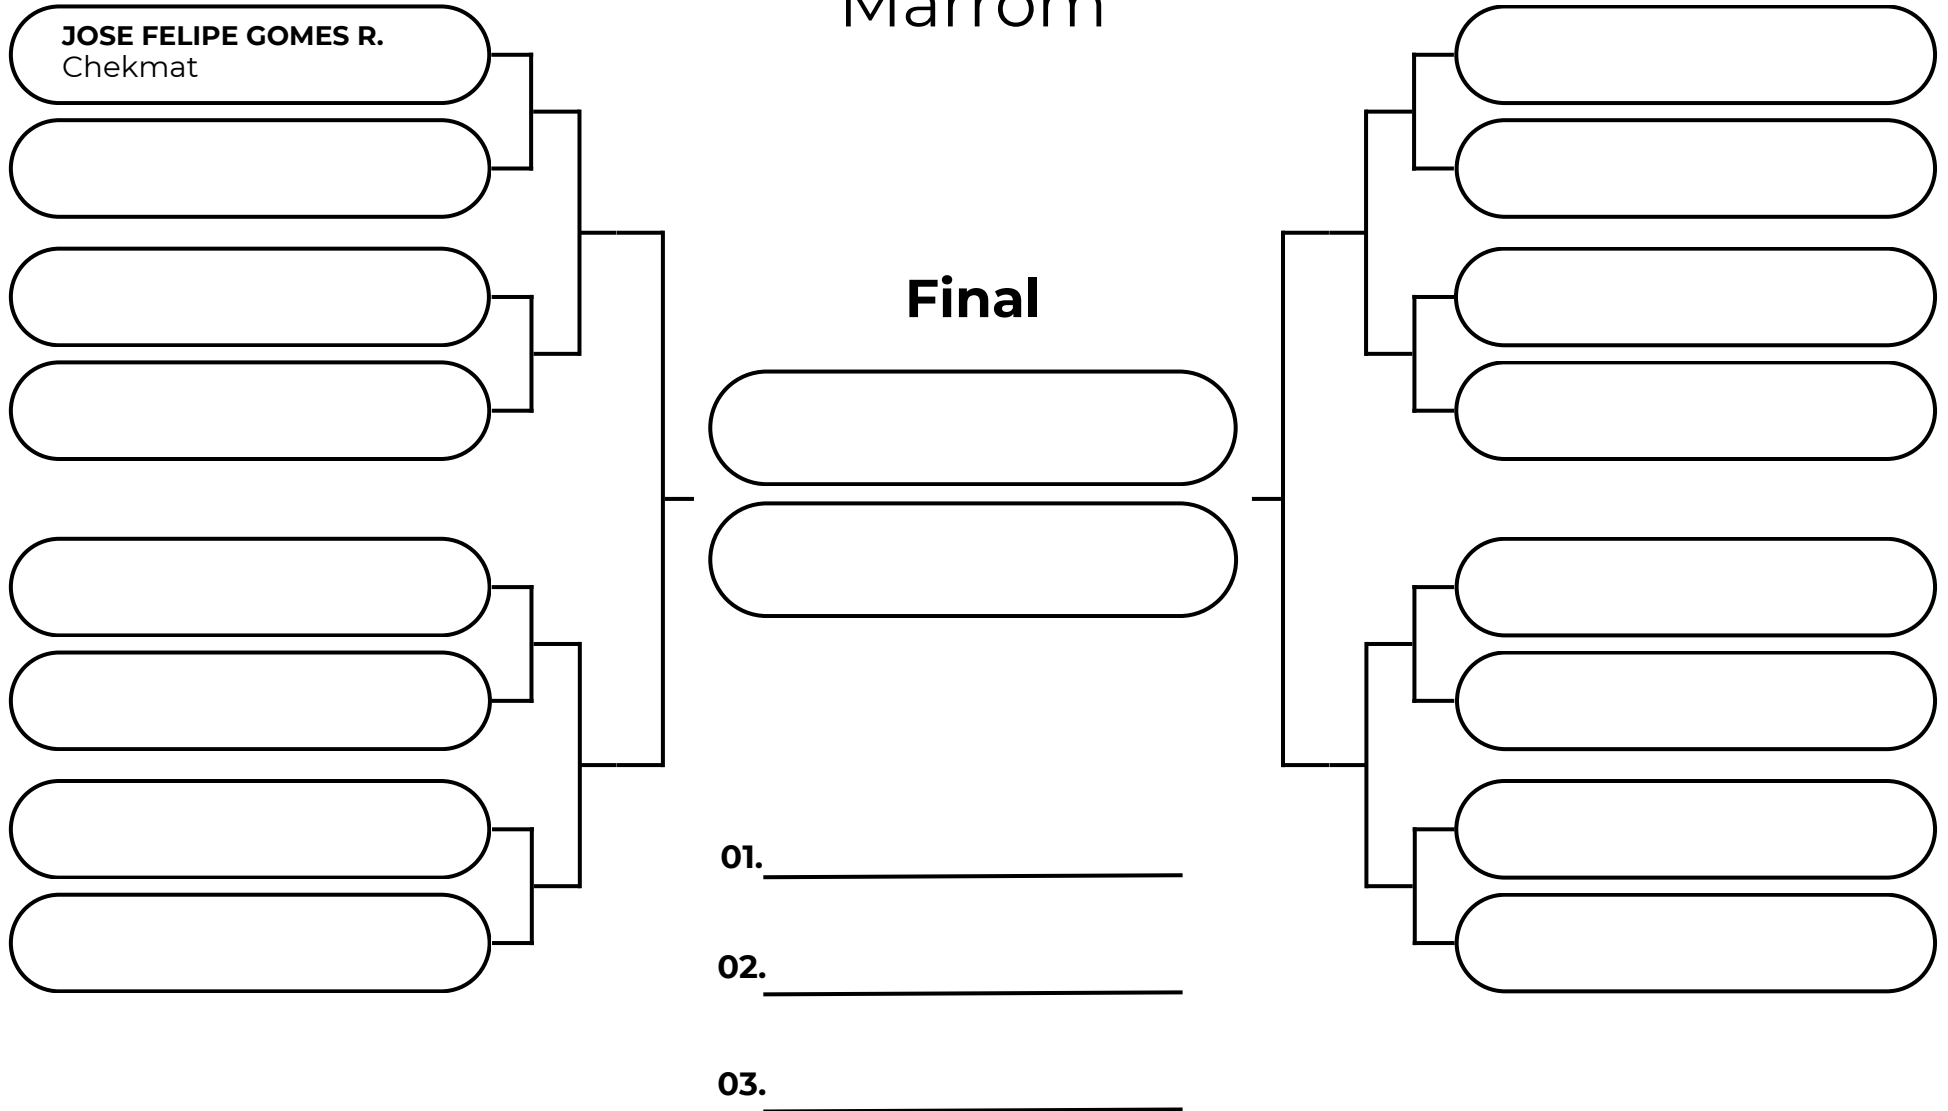 Marrom
JOSE FELIPE GOMES R.
Chekmat
Final
01.
02.
03.